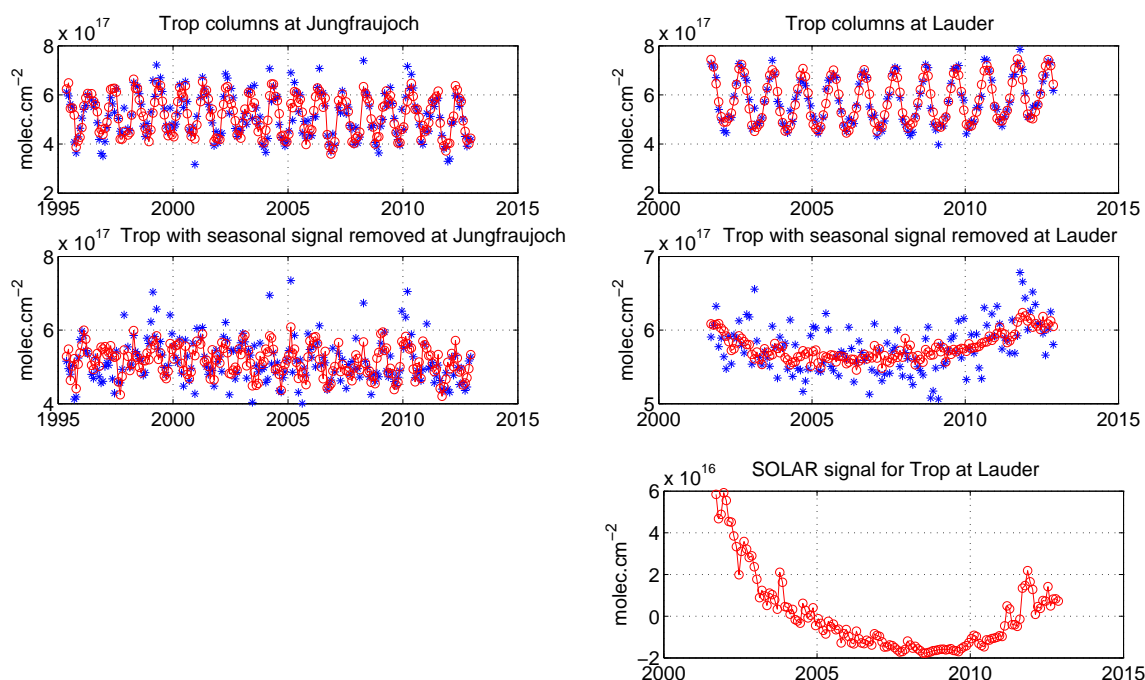 Trop columns at Jungfraujoch
x 10^17
molec.cm−2
8
6
4
2
1995 2000 2005 2010 2015
Trop columns at Lauder
x 10^17
molec.cm−2
8
6
4
2
2000 2005 2010 2015
Trop with seasonal signal removed at Jungfraujoch
x 10^17
molec.cm−2
8
6
4
1995 2000 2005 2010 2015
Trop with seasonal signal removed at Lauder
x 10^17
molec.cm−2
7
6
5
2000 2005 2010 2015
SOLAR signal for Trop at Lauder
x 10^16
molec.cm−2
6
4
2
0
−2
2000 2005 2010 2015